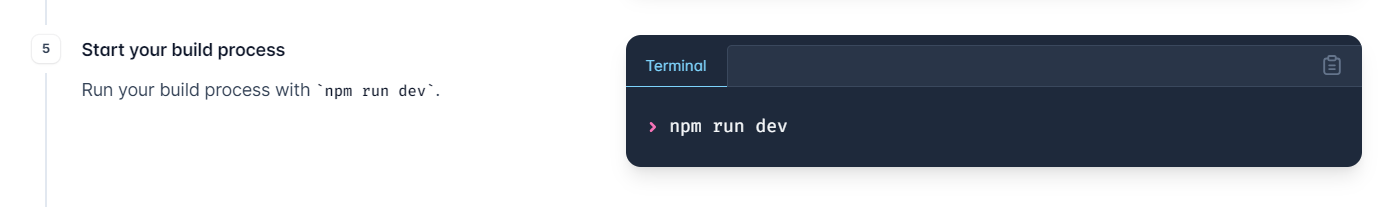 5
Start your build process
Run your build process with `npm run dev`.
Terminal
> npm run dev